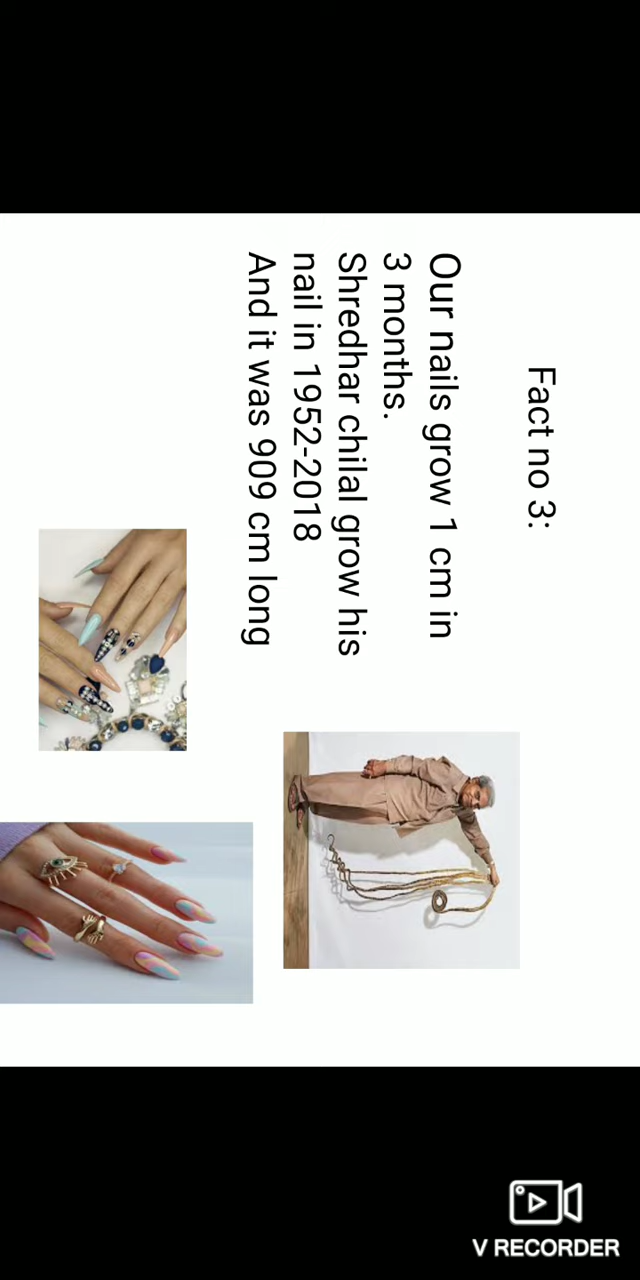 Fact no 3:
Our nails grow 1 cm in
3 months.
Shredhar chilal grow his
nail in 1952-2018
And it was 909 cm long
V RECORDER